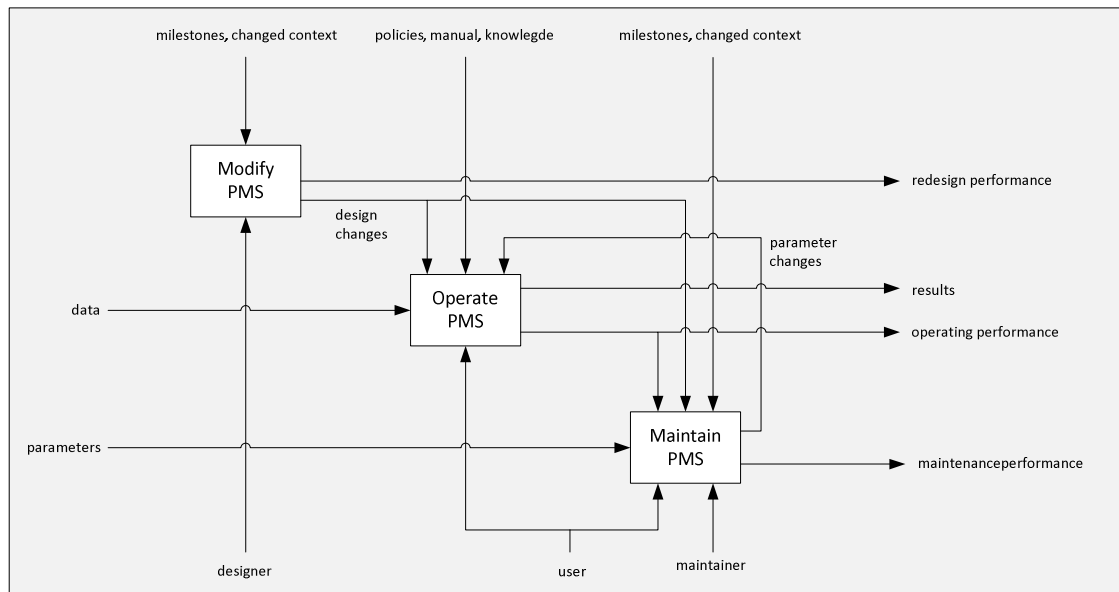 milestones, changed context
policies, manual, knowlegde
milestones, changed context
Modify
PMS
redesign performance
design
changes
parameter
changes
Operate
PMS
results
data
operating performance
Maintain
PMS
parameters
maintenanceperformance
designer
user
maintainer